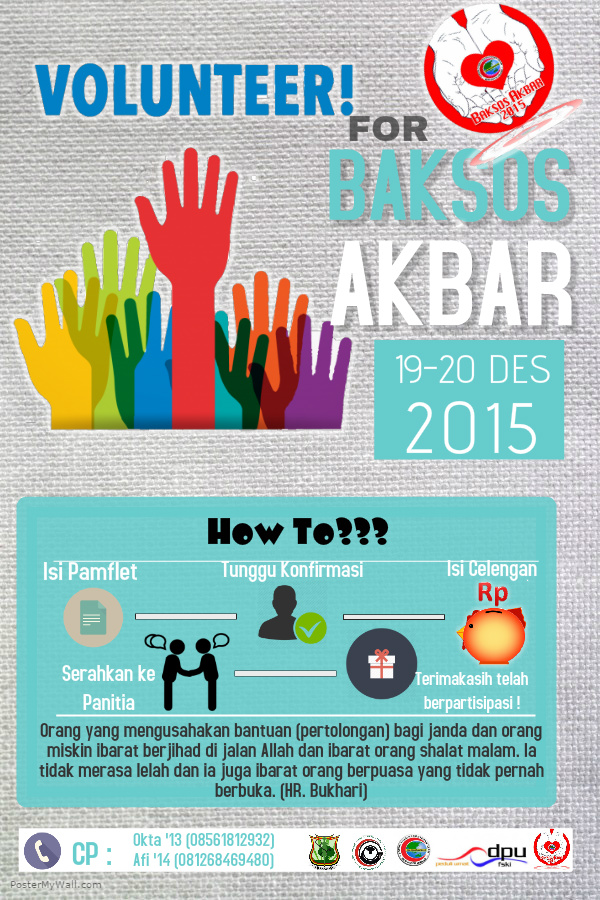 VOLUNTEER!
FOR
BAKSOS
AKBAR
BAKSOS AKBAR
2015
19-20 DES
2015
How To???
Isi Pamflet
Tunggu Konfirmasi
Isi Celengan
Rp
Serahkan ke
Panitia
Terimakasih telah
berpartisipasi !
Orang yang mengusahakan bantuan (pertolongan) bagi janda dan orang
miskin ibarat berjihad di jalan Allah dan ibarat orang shalat malam. Ia
tidak merasa lelah dan ia juga ibarat orang berpuasa yang tidak pernah
berbuka. (HR. Bukhari)
CP :
Okta '13 (08561812932)
Afi '14 (081268469480)
dpu
fski
PosterMyWall.com